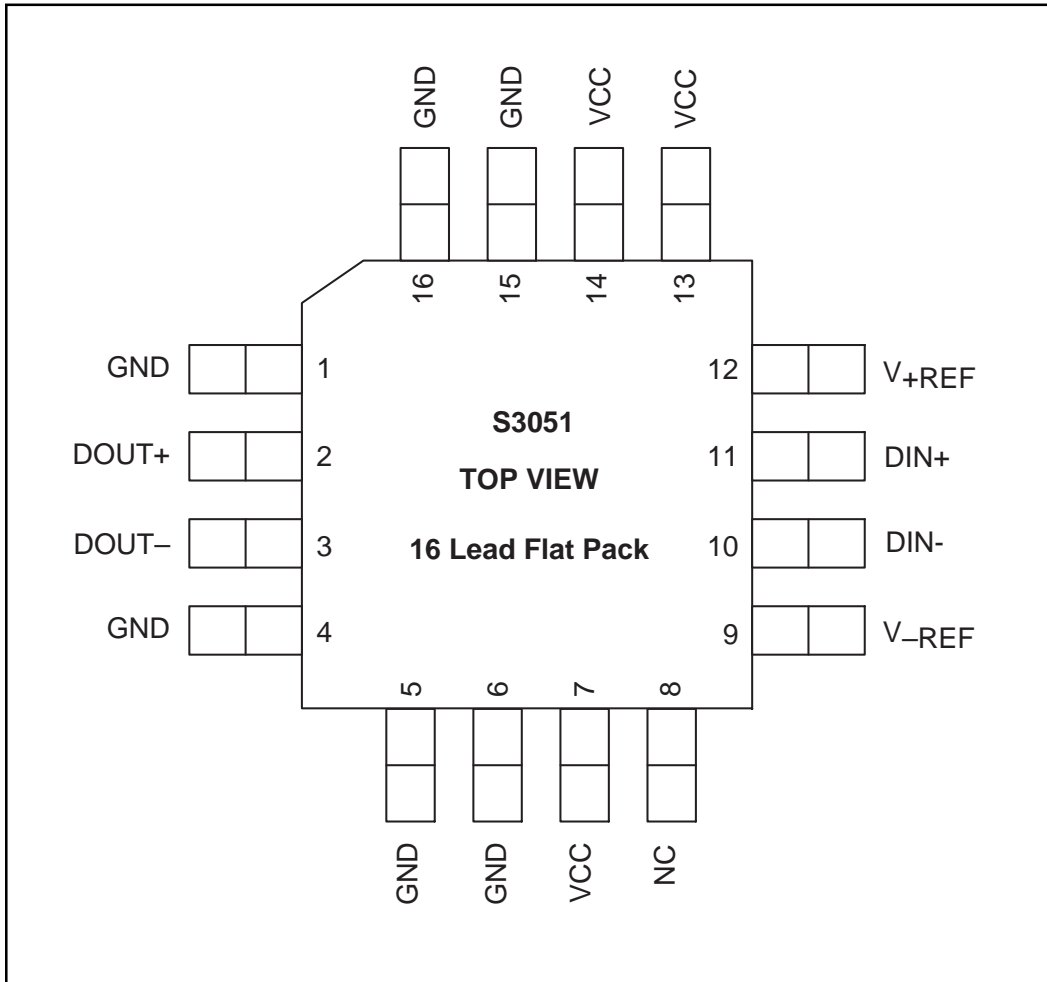 GND GND VCC VCC
16 15 14 13
GND 1 12 V+REF
S3051
DOUT+ 2 11 DIN+
TOP VIEW
DOUT– 3 10 DIN-
16 Lead Flat Pack
GND 4 9 V–REF
5 6 7 8
GND GND VCC NC